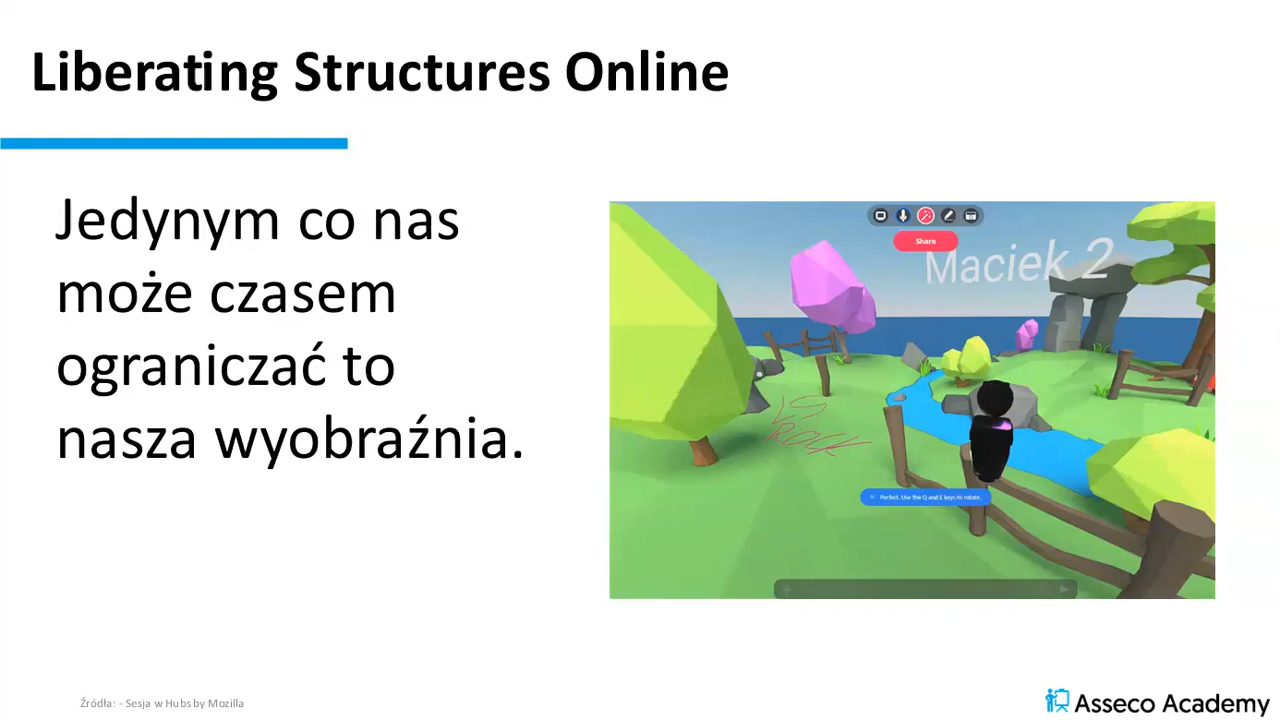 Liberating Structures Online
Jedynym co nas
może czasem
ograniczać to
nasza wyobraźnia.
Share
Maciek 2
Perfect. Use the Q and E keys to rotate.
Źródła: - Sesja w Hubs by Mozilla
Asseco Academy